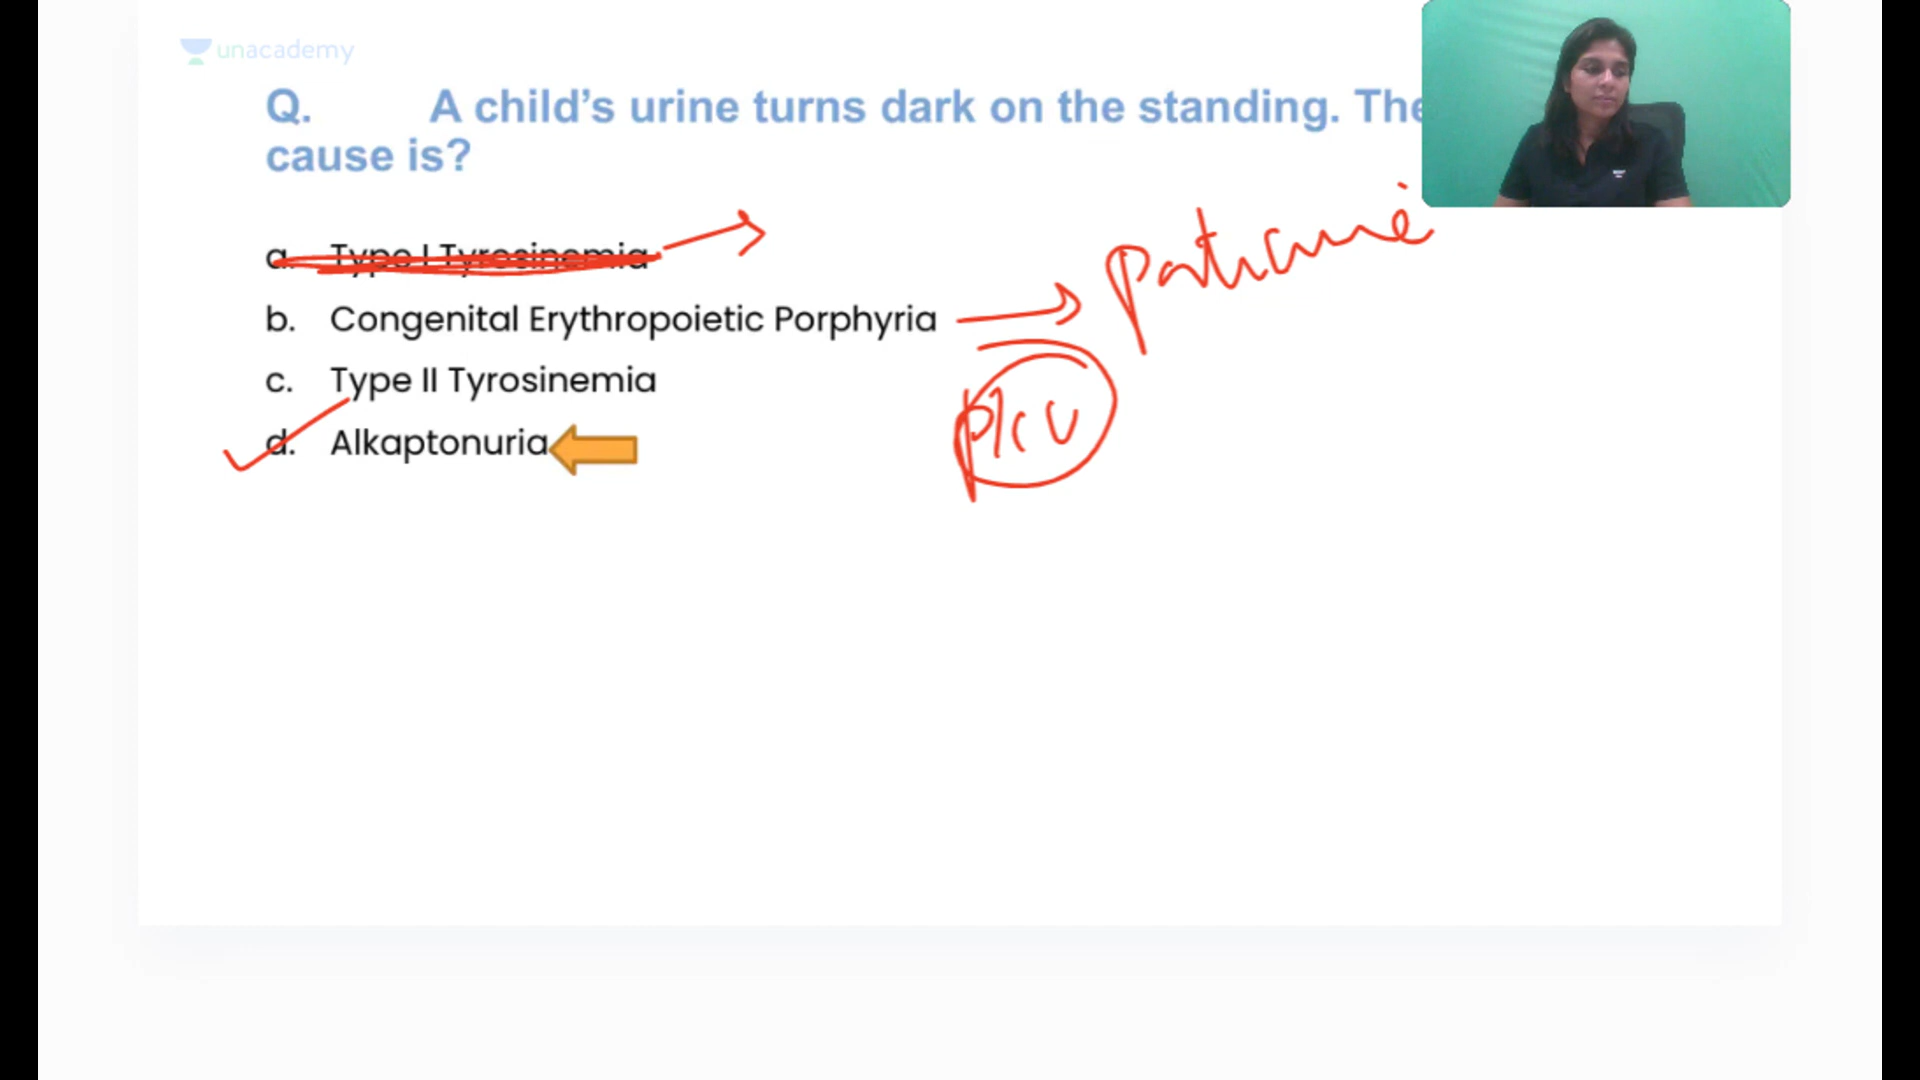 unacademy
Q. A child's urine turns dark on the standing. The
cause is?
a. Type I Tyrosinemia
b. Congenital Erythropoietic Porphyria
c. Type II Tyrosinemia
d. Alkaptonuria